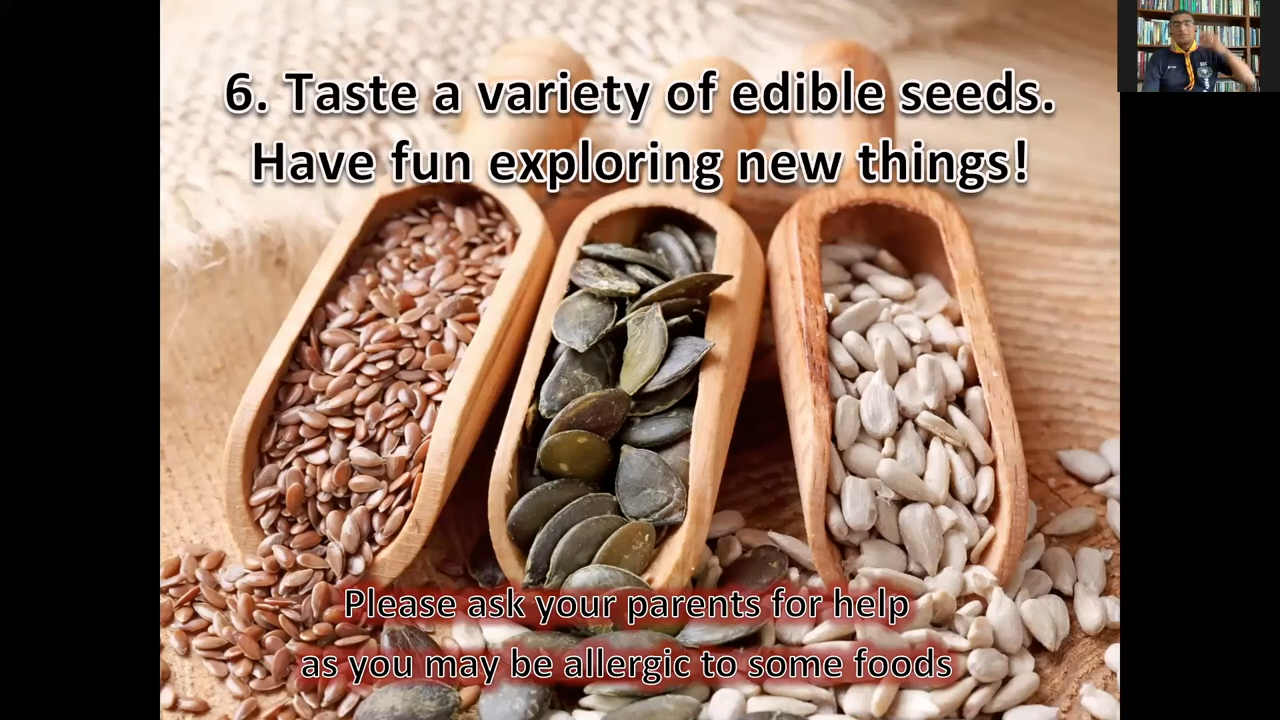 6. Taste a variety of edible seeds.
Have fun exploring new things!
Please ask your parents for help
as you may be allergic to some foods